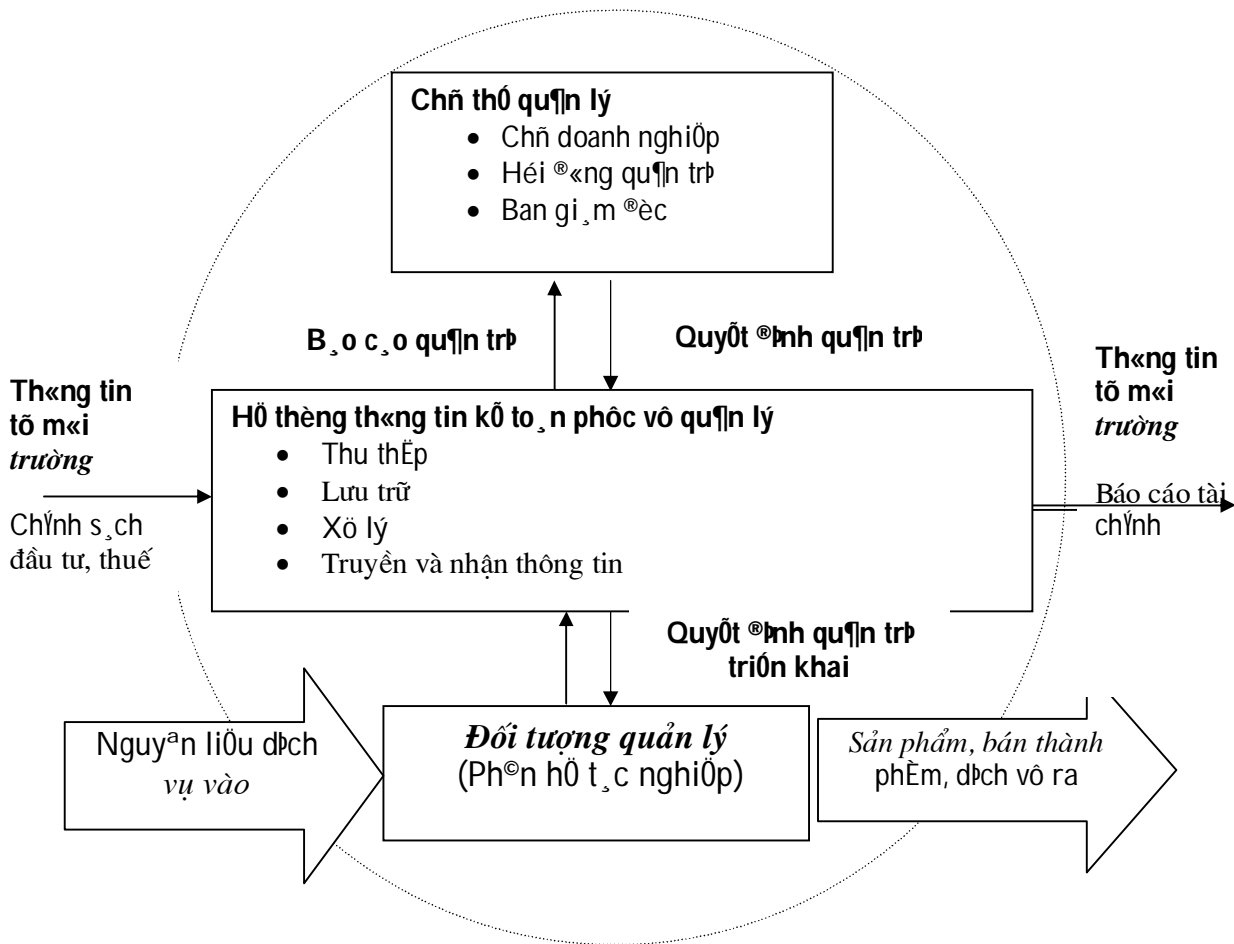 Chñ thÓ qu¶n lý
• Chñ doanh nghiÖp
• Héi ®«ng qu¶n trÞ
• Ban gi¸m ®èc
B¸o c¸o qu¶n trÞ
QuyÕt ®Þnh qu¶n trÞ
Th«ng tin
tõ m«i
trường
Th«ng tin
tõ m«i
trường
HÖ thèng th«ng tin kÕ to¸n phôc vô qu¶n lý
• Thu thËp
• Lưu trữ
• Xö lý
• Truyền và nhận thông tin
ChÝnh s¸ch
đầu tư, thuế
Báo cáo tài
chÝnh
QuyÕt ®Þnh qu¶n trÞ
triÓn khai
Nguyªn liÖu dÞch
vụ vào
Đối tượng quản lý
(Ph©n hÖ t¸c nghiÖp)
Sản phẩm, bán thành
phÈm, dÞch vô ra